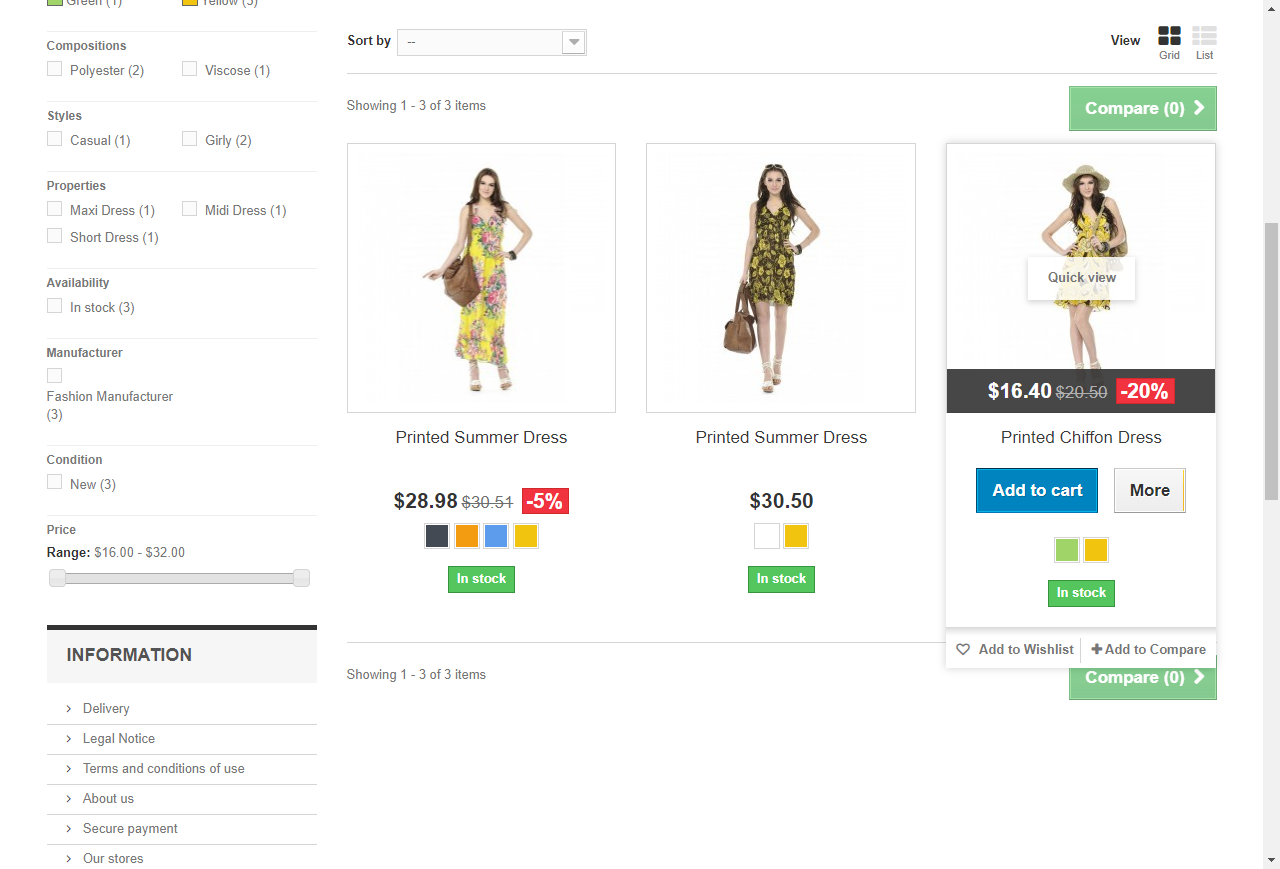 Green (1) Yellow (3)
Compositions
Polyester (2) Viscose (1)
Styles
Casual (1) Girly (2)
Properties
Maxi Dress (1) Midi Dress (1)
Short Dress (1)
Availability
In stock (3)
Manufacturer
Fashion Manufacturer
(3)
Condition
New (3)
Price
Range: $16.00 - $32.00
INFORMATION
Delivery
Legal Notice
Terms and conditions of use
About us
Secure payment
Our stores
Sort by --
View
Grid List
Showing 1 - 3 of 3 items
Compare (0)
Printed Summer Dress
$28.98 $30.51 -5%
In stock
Printed Summer Dress
$30.50
In stock
Quick view
$16.40 $20.50 -20%
Printed Chiffon Dress
Add to cart More
In stock
Add to Wishlist Add to Compare
Showing 1 - 3 of 3 items
Compare (0)